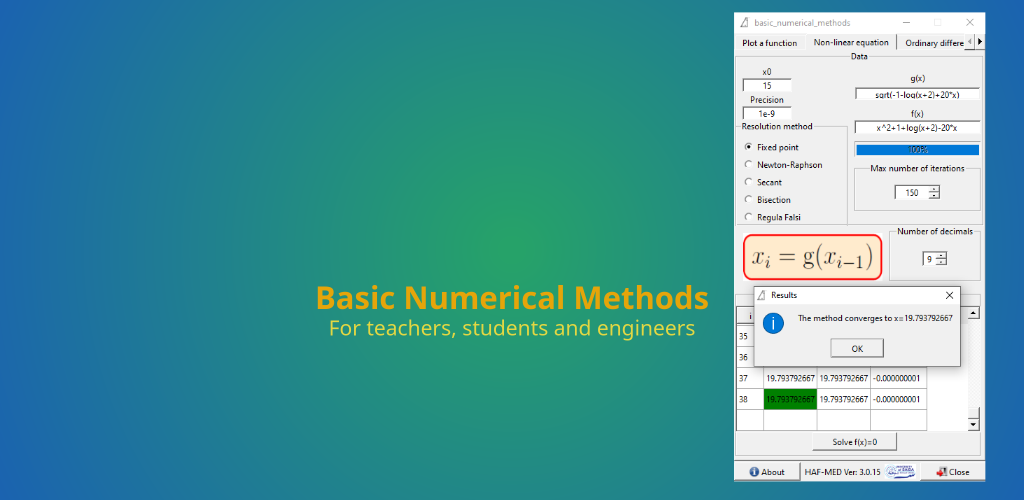 Basic Numerical Methods
For teachers, students and engineers
basic_numerical_methods
Plot a function Non-linear equation Ordinary differe
Data
x0
15
Precision
1e-9
g(x)
sqrt(-1-log(x+2)+20*x)
f(x)
x^2+1+log(x+2)-20*x
100%
Resolution method
Fixed point
Newton-Raphson
Secant
Bisection
Regula Falsi
Max number of iterations
150
xᵢ = g(xᵢ₋₁)
Number of decimals
9
Results
The method converges to x=19.793792667
OK
i
35
36
37 19.793792667 19.793792667 -0.000000001
38 19.793792667 19.793792667 -0.000000001
Solve f(x)=0
About HAF-MED Ver: 3.0.15 Close